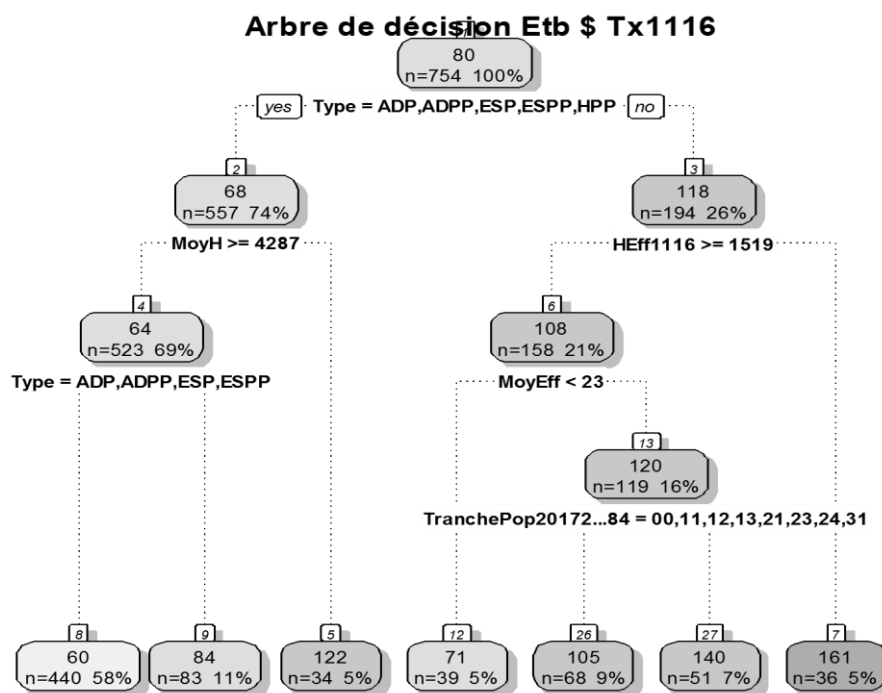 Arbre de décision Etb $ Tx1116
1
80
n=754 100%
yes Type = ADP,ADPP,ESP,ESPP,HPP no
2 3
68 118
n=557 74% n=194 26%
MoyH >= 4287 HEff1116 >= 1519
4 6
64 108
n=523 69% n=158 21%
Type = ADP,ADPP,ESP,ESPP MoyEff < 23
13
120
n=119 16%
TranchePop20172...84 = 00,11,12,13,21,23,24,31
8 9 5 12 26 27 7
60 84 122 71 105 140 161
n=440 58% n=83 11% n=34 5% n=39 5% n=68 9% n=51 7% n=36 5%